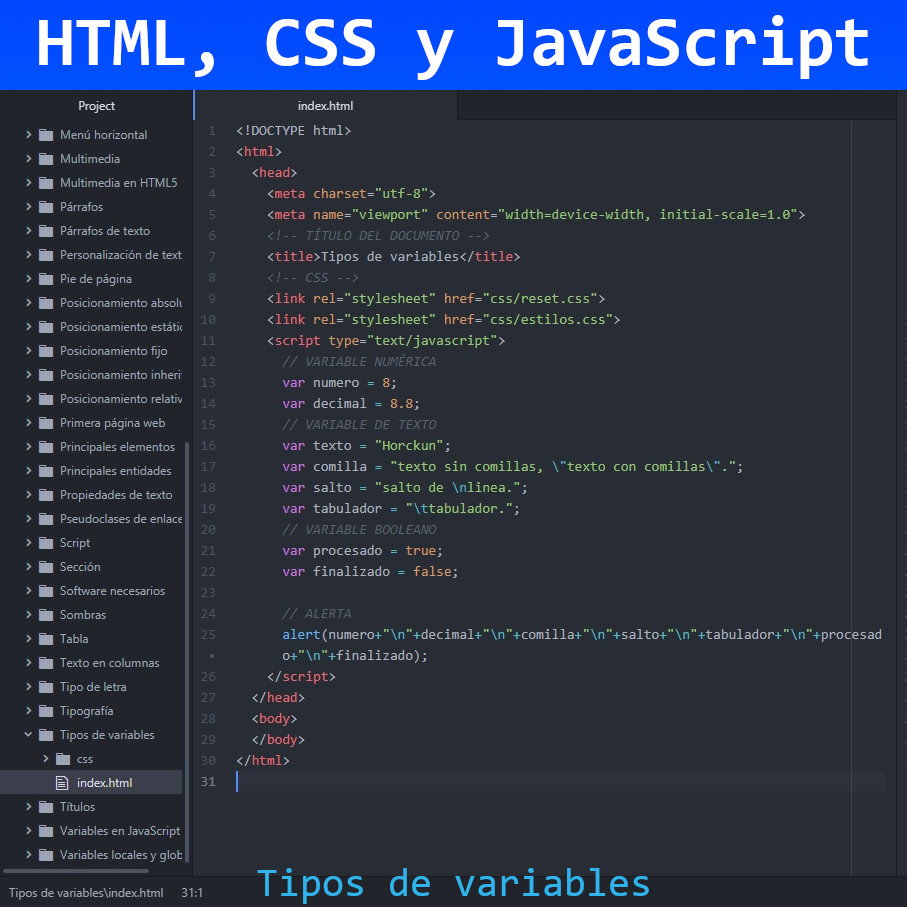 HTML, CSS y JavaScript
Project
Menú horizontal
Multimedia
Multimedia en HTML5
Párrafos
Párrafos de texto
Personalización de text
Pie de página
Posicionamiento absolu
Posicionamiento estátic
Posicionamiento fijo
Posicionamiento inherit
Posicionamiento relativ
Primera página web
Principales elementos
Principales entidades
Propiedades de texto
Pseudoclases de enlace
Script
Sección
Software necesarios
Sombras
Tabla
Texto en columnas
Tipo de letra
Tipografía
Tipos de variables
css
index.html
Títulos
Variables en JavaScript
Variables locales y glob
index.html
1 <!DOCTYPE html>
2 <html>
3 <head>
4 <meta charset="utf-8">
5 <meta name="viewport" content="width=device-width, initial-scale=1.0">
6 <!-- TÍTULO DEL DOCUMENTO -->
7 <title>Tipos de variables</title>
8 <!-- CSS -->
9 <link rel="stylesheet" href="css/reset.css">
10 <link rel="stylesheet" href="css/estilos.css">
11 <script type="text/javascript">
12 // VARIABLE NUMÉRICA
13 var numero = 8;
14 var decimal = 8.8;
15 // VARIABLE DE TEXTO
16 var texto = "Horckun";
17 var comilla = "texto sin comillas, \"texto con comillas\".";
18 var salto = "salto de \nlinea.";
19 var tabulador = "\ttabulador.";
20 // VARIABLE BOOLEANO
21 var procesado = true;
22 var finalizado = false;
23
24 // ALERTA
25 alert(numero+"\n"+decimal+"\n"+comilla+"\n"+salto+"\n"+tabulador+"\n"+procesad
• o+"\n"+finalizado);
26 </script>
27 </head>
28 <body>
29 </body>
30 </html>
31
Tipos de variables\index.html 31:1
Tipos de variables